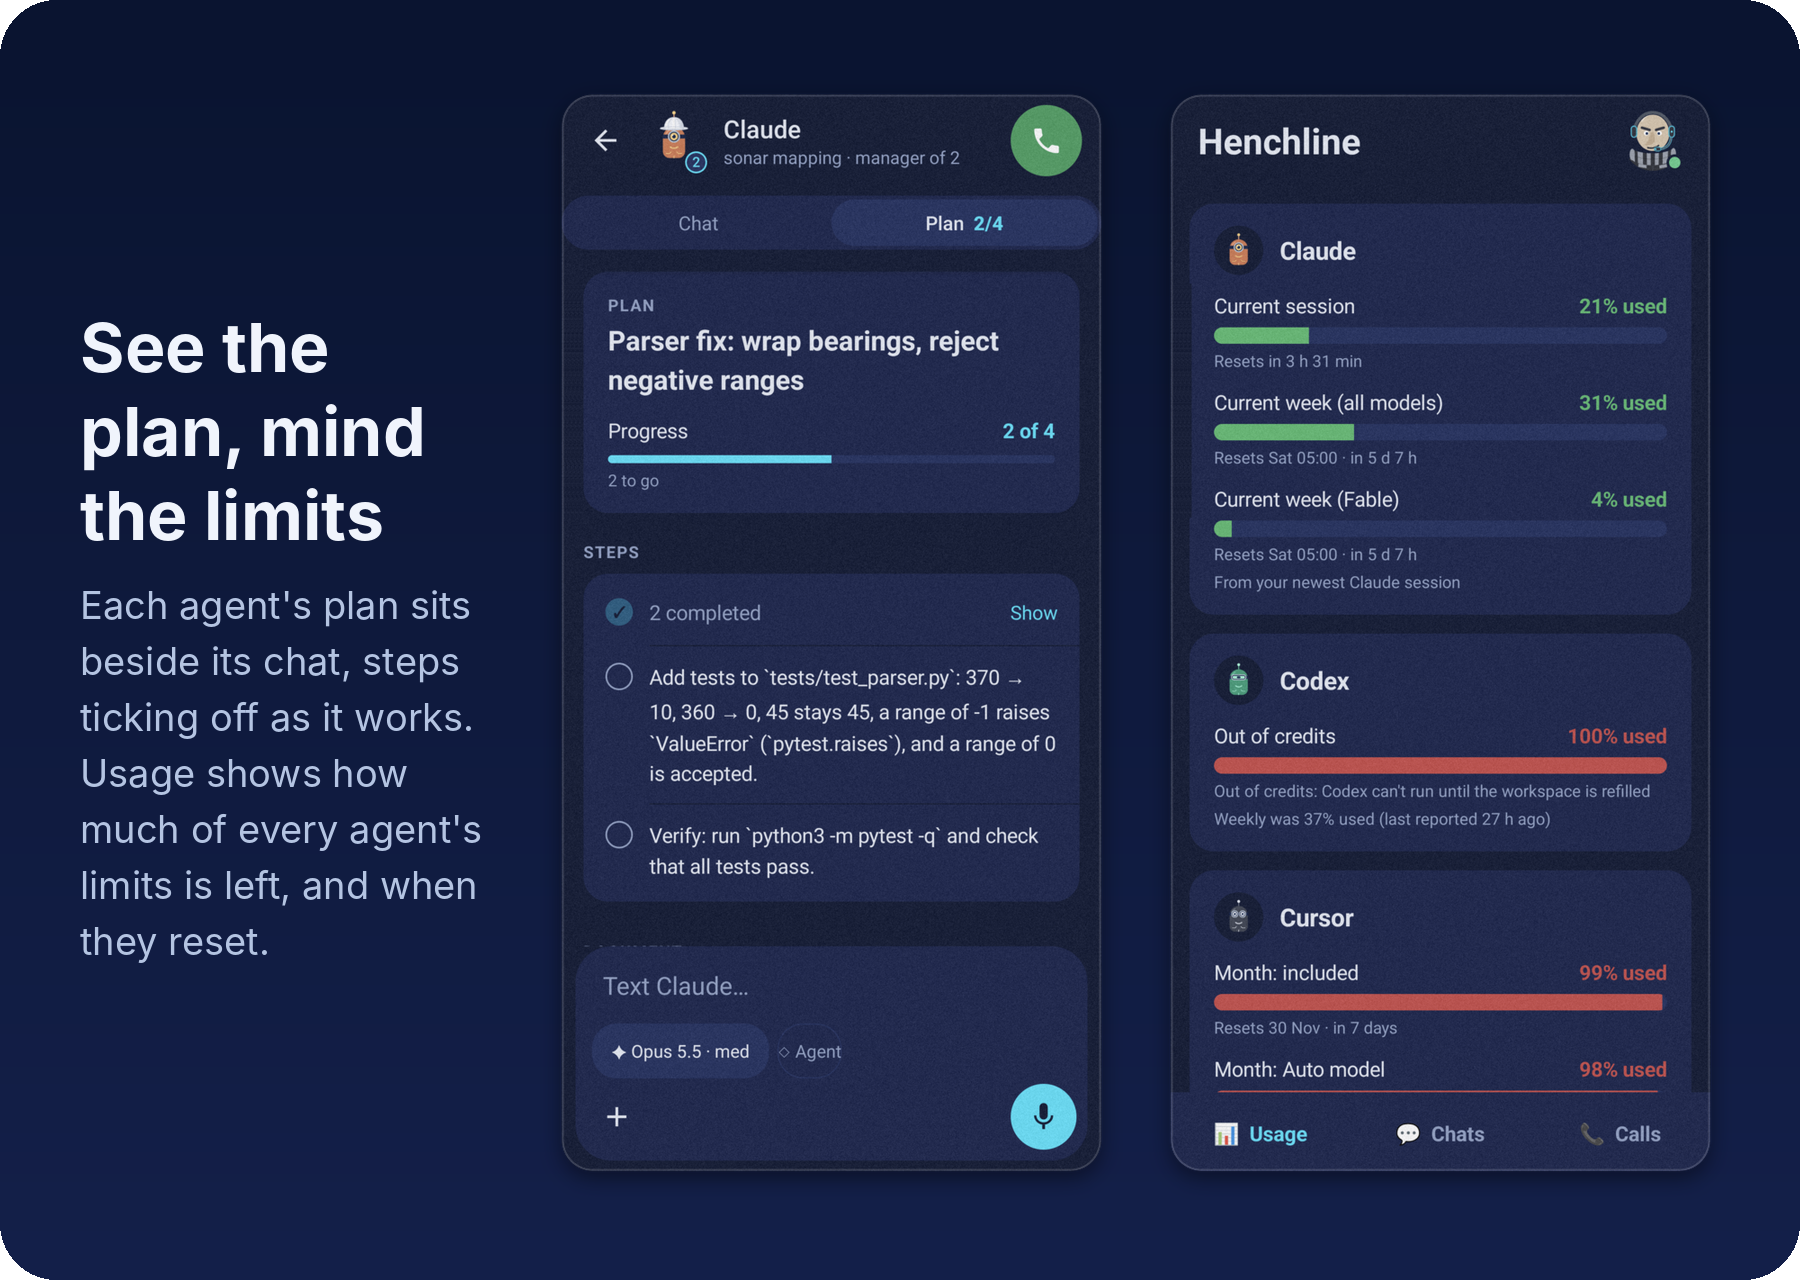 See the
plan, mind
the limits
Each agent's plan sits
beside its chat, steps
ticking off as it works.
Usage shows how
much of every agent's
limits is left, and when
they reset.
Claude
2
sonar mapping · manager of 2
Chat
Plan 2/4
PLAN
Parser fix: wrap bearings, reject
negative ranges
Progress
2 of 4
2 to go
STEPS
2 completed
Show
Add tests to `tests/test_parser.py`: 370 →
10, 360 → 0, 45 stays 45, a range of -1 raises
`ValueError` (`pytest.raises`), and a range of 0
is accepted.
Verify: run `python3 -m pytest -q` and check
that all tests pass.
Text Claude…
Opus 5.5 · med
Agent
Henchline
Claude
Current session
21% used
Resets in 3 h 31 min
Current week (all models)
31% used
Resets Sat 05:00 · in 5 d 7 h
Current week (Fable)
4% used
Resets Sat 05:00 · in 5 d 7 h
From your newest Claude session
Codex
Out of credits
100% used
Out of credits: Codex can't run until the workspace is refilled
Weekly was 37% used (last reported 27 h ago)
Cursor
Month: included
99% used
Resets 30 Nov · in 7 days
Month: Auto model
98% used
Usage
Chats
Calls